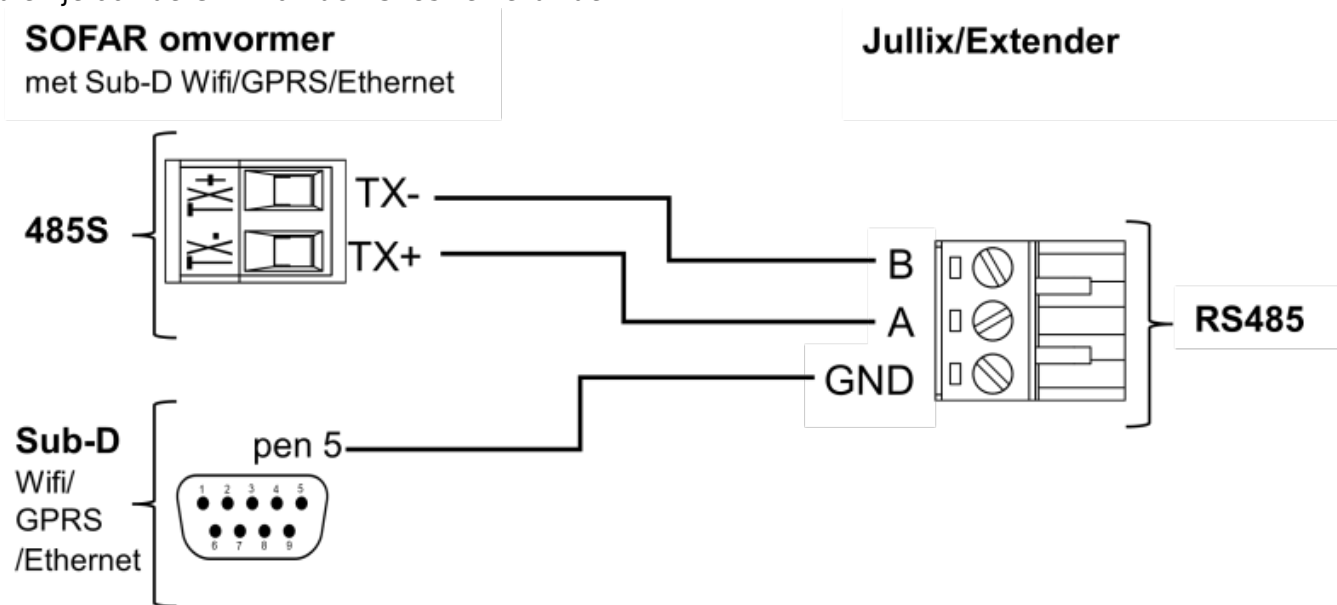 SOFAR omvormer
met Sub-D Wifi/GPRS/Ethernet
Jullix/Extender
485S
TX+
TX-
TX-
TX+
B
A
GND
RS485
Sub-D
Wifi/
GPRS
/Ethernet
pen 5
1 2 3 4 5
6 7 8 9